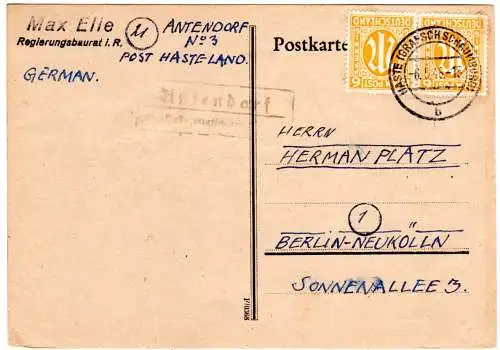 Max Elle
Regierungsbaurat i.R.
GERMAN.
11
ANTENDORF
No 3
POST HASTE-LAND.
Postkarte
DEUTSCHLAND
DEUTSCHLAND
HASTE (GRAFSCH SCHAUMBURG)
b
HERRN
HERMAN PLATZ
1
BERLIN-NEUKÖLLN
SONNENALLEE 3.